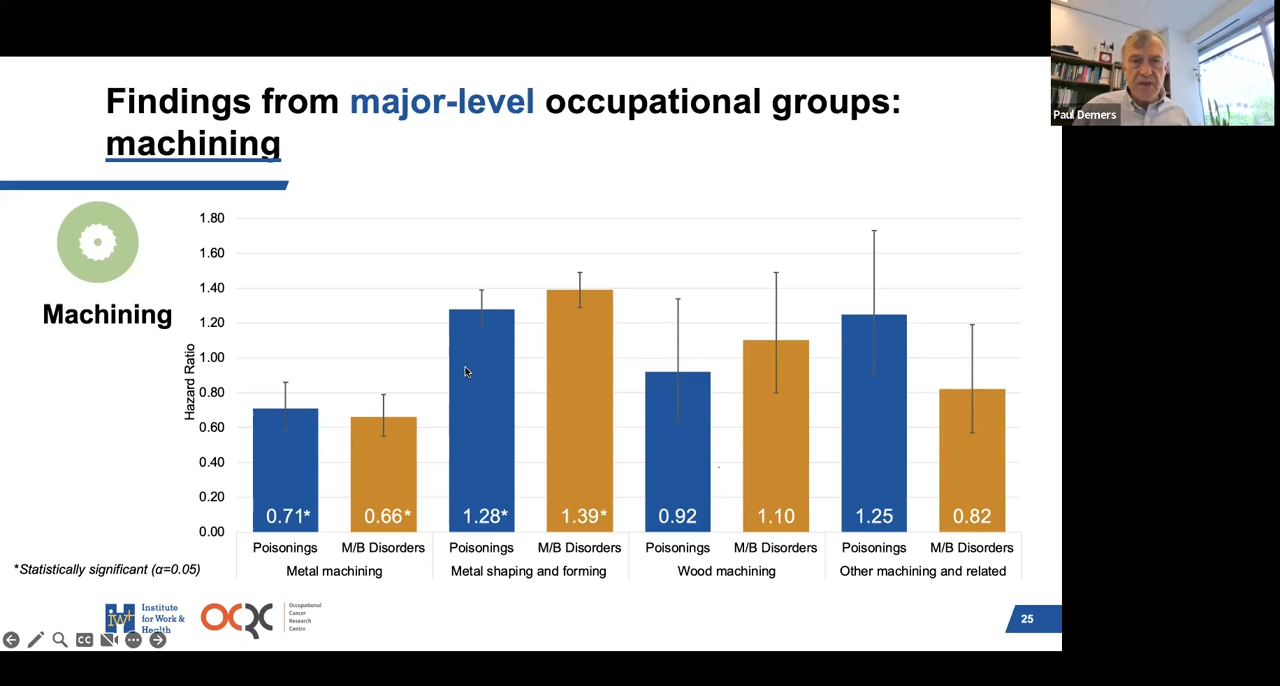 Findings from major-level occupational groups:
machining
Paul Demers
Machining
Hazard Ratio
1.80
1.60
1.40
1.20
1.00
0.80
0.60
0.40
0.20
0.00
0.71*
0.66*
1.28*
1.39*
0.92
1.10
1.25
0.82
Poisonings
M/B Disorders
Poisonings
M/B Disorders
Poisonings
M/B Disorders
Poisonings
M/B Disorders
Metal machining
Metal shaping and forming
Wood machining
Other machining and related
*Statistically significant (α=0.05)
iw+
Institute
for Work &
Health
OCRC
Occupational
Cancer
Research
Centre
CC
25